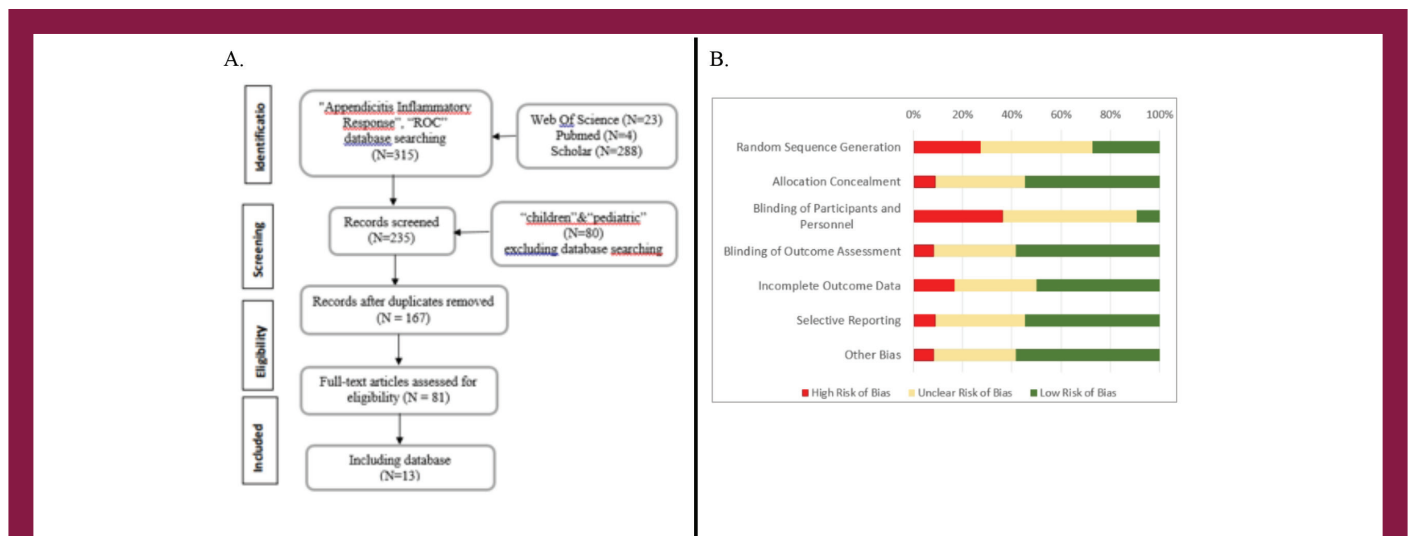 A.
Identificatio
"Appendicitis Inflammatory
Response", "ROC"
database searching
(N=315)
Web Of Science (N=23)
Pubmed (N=4)
Scholar (N=288)
Screening
Records screened
(N=235)
"children"&"pediatric"
(N=80)
excluding database searching
Eligibility
Records after duplicates removed
(N = 167)
Full-text articles assessed for
eligibility (N = 81)
Included
Including database
(N=13)
B.
0% 20% 40% 60% 80% 100%
Random Sequence Generation
Allocation Concealment
Blinding of Participants and
Personnel
Blinding of Outcome Assessment
Incomplete Outcome Data
Selective Reporting
Other Bias
High Risk of Bias Unclear Risk of Bias Low Risk of Bias